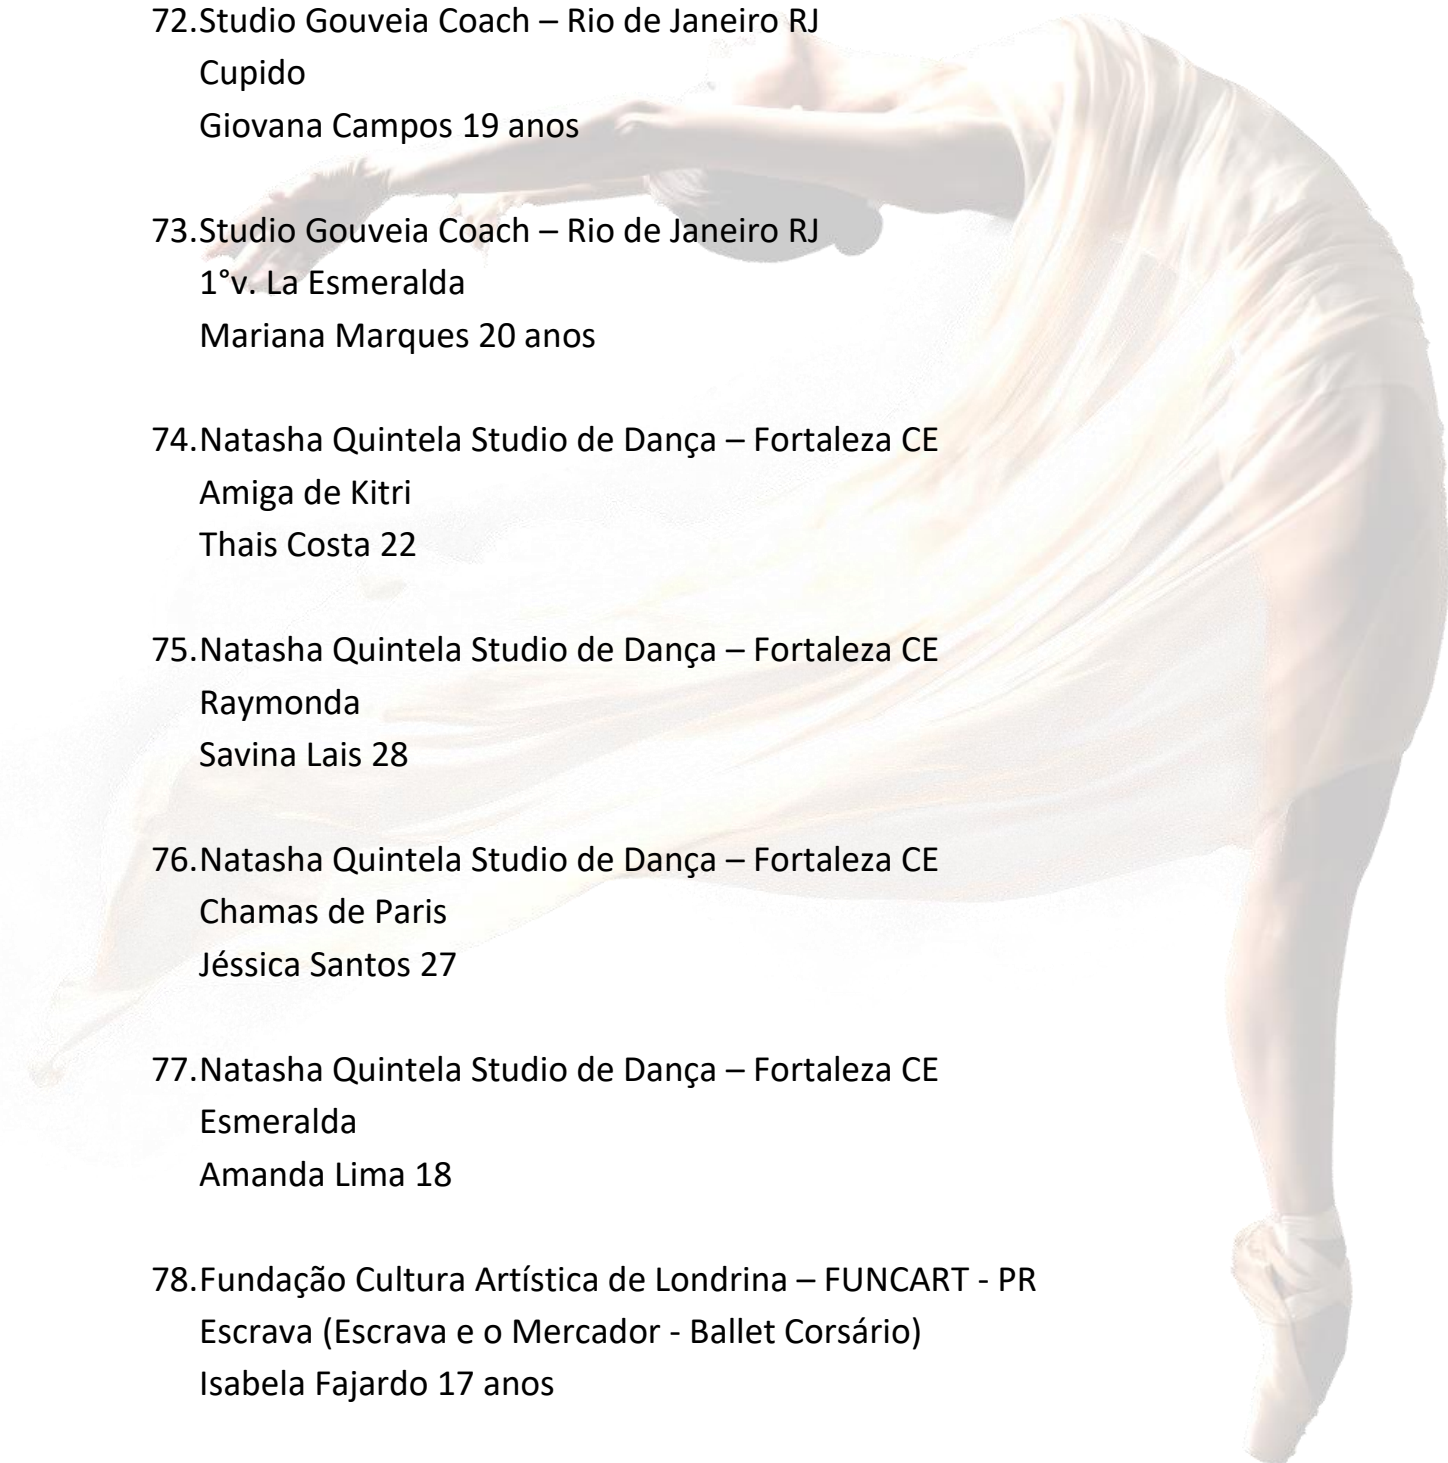 72.Studio Gouveia Coach – Rio de Janeiro RJ
Cupido
Giovana Campos 19 anos
73.Studio Gouveia Coach – Rio de Janeiro RJ
1°v. La Esmeralda
Mariana Marques 20 anos
74.Natasha Quintela Studio de Dança – Fortaleza CE
Amiga de Kitri
Thais Costa 22
75.Natasha Quintela Studio de Dança – Fortaleza CE
Raymonda
Savina Lais 28
76.Natasha Quintela Studio de Dança – Fortaleza CE
Chamas de Paris
Jéssica Santos 27
77.Natasha Quintela Studio de Dança – Fortaleza CE
Esmeralda
Amanda Lima 18
78.Fundação Cultura Artística de Londrina – FUNCART - PR
Escrava (Escrava e o Mercador - Ballet Corsário)
Isabela Fajardo 17 anos